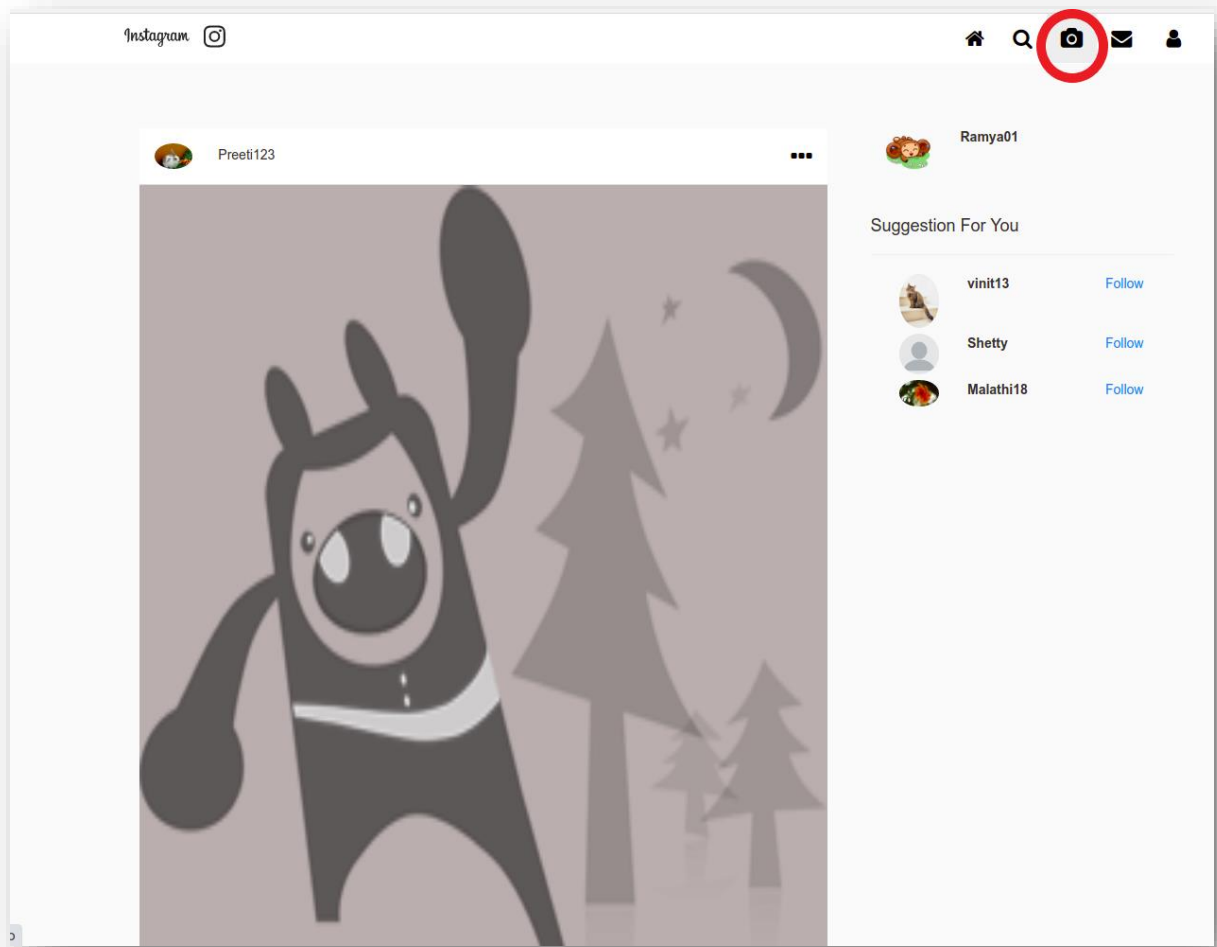 Instagram
Preeti123
Ramya01
Suggestion For You
vinit13 Follow
Shetty Follow
Malathi18 Follow